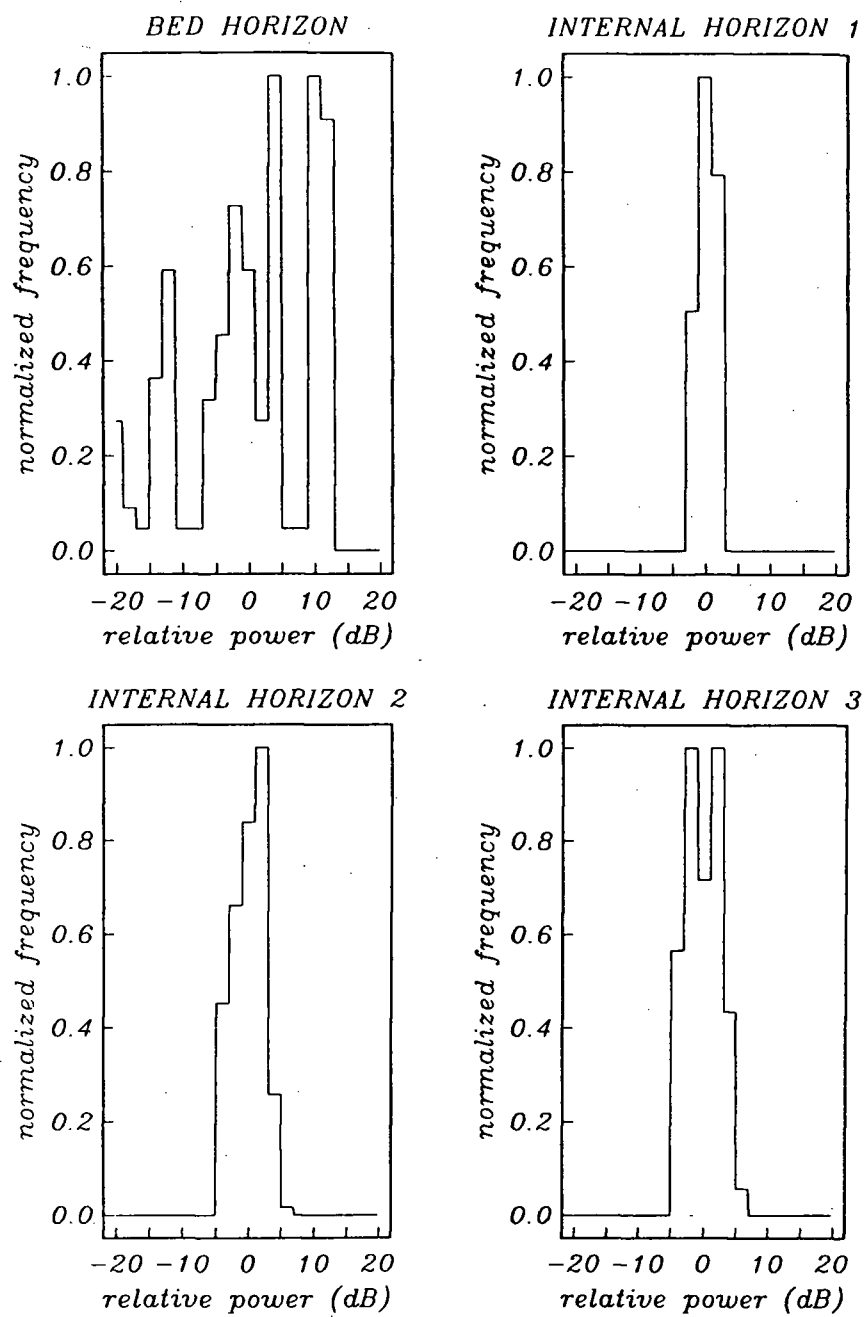 BED HORIZON
normalized frequency
1.0
0.8
0.6
0.4
0.2
0.0
-20 -10 0 10 20
relative power (dB)
INTERNAL HORIZON 1
normalized frequency
1.0
0.8
0.6
0.4
0.2
0.0
-20 -10 0 10 20
relative power (dB)
INTERNAL HORIZON 2
normalized frequency
1.0
0.8
0.6
0.4
0.2
0.0
-20 -10 0 10 20
relative power (dB)
INTERNAL HORIZON 3
normalized frequency
1.0
0.8
0.6
0.4
0.2
0.0
-20 -10 0 10 20
relative power (dB)